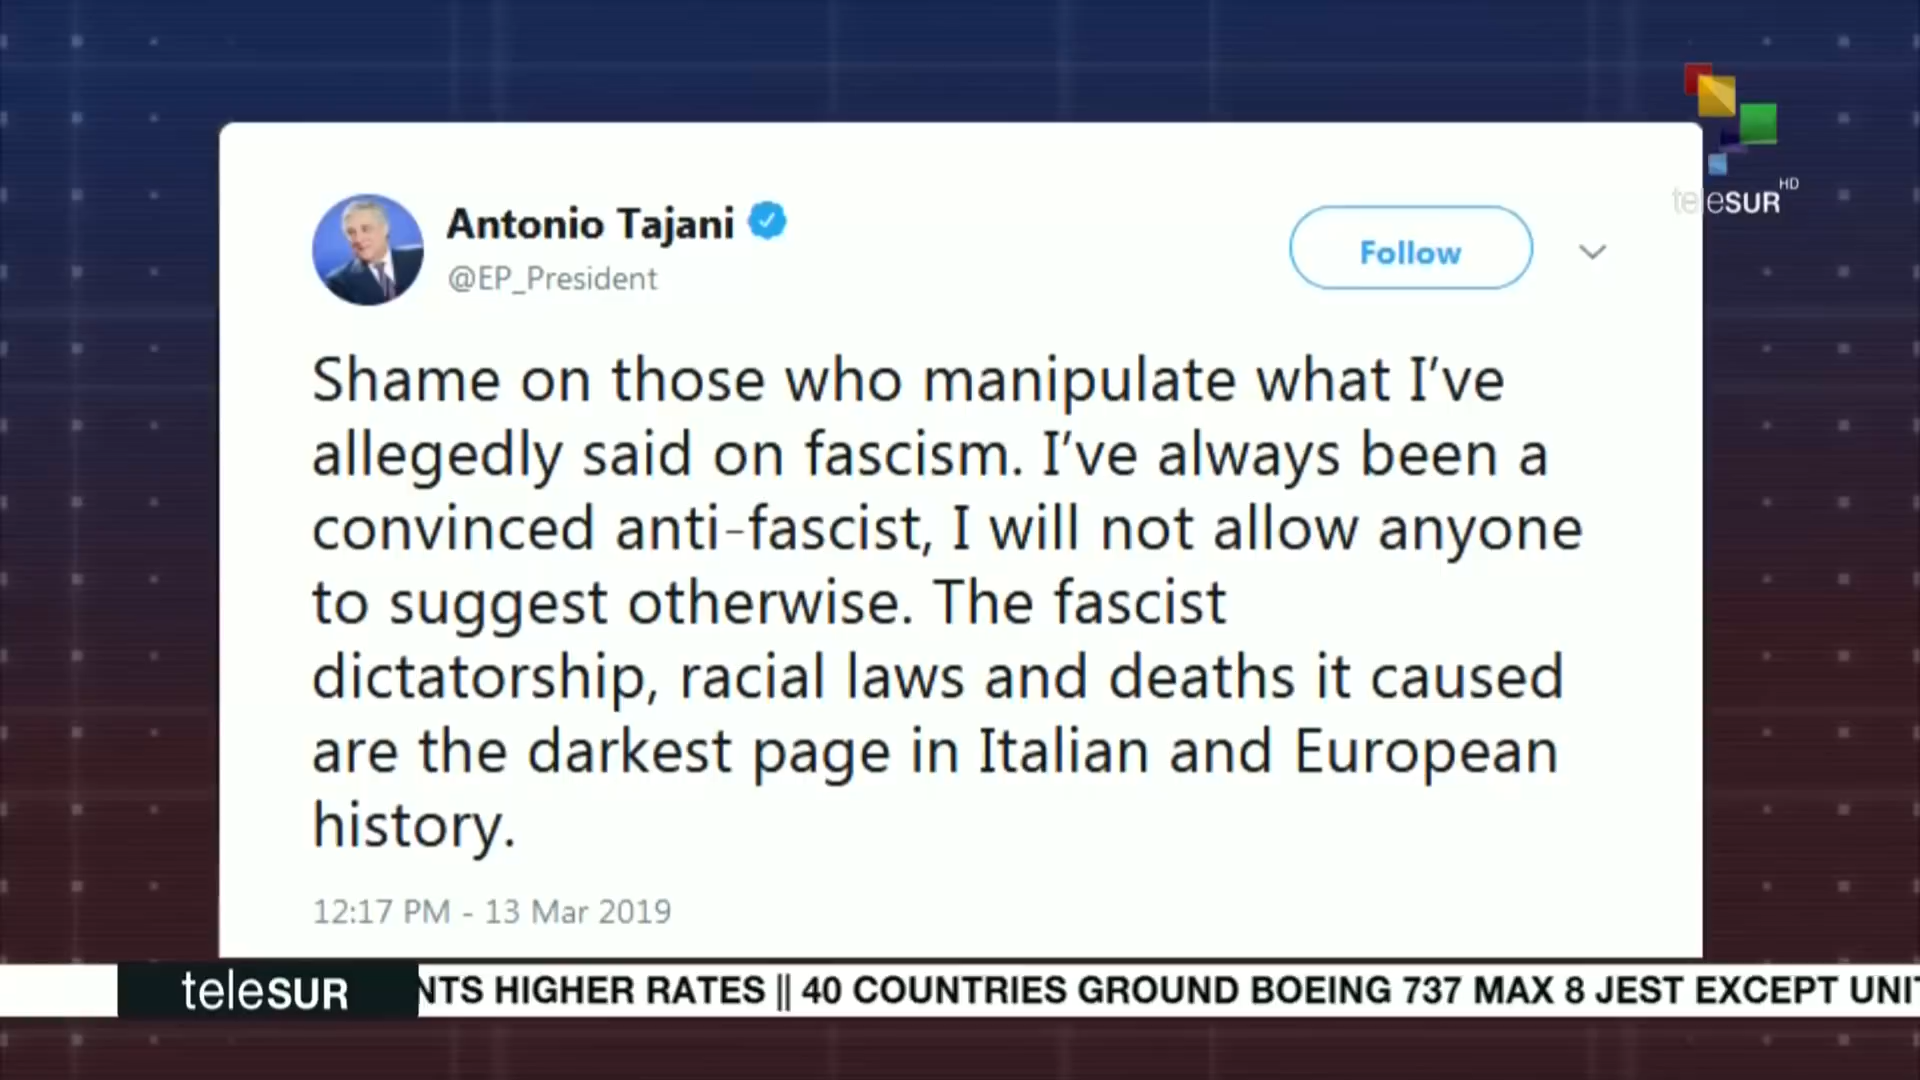 Antonio Tajani
@EP_President
Follow
teleSUR HD
Shame on those who manipulate what I've
allegedly said on fascism. I've always been a
convinced anti-fascist, I will not allow anyone
to suggest otherwise. The fascist
dictatorship, racial laws and deaths it caused
are the darkest page in Italian and European
history.
12:17 PM - 13 Mar 2019
teleSUR
NTS HIGHER RATES || 40 COUNTRIES GROUND BOEING 737 MAX 8 JEST EXCEPT UNIT